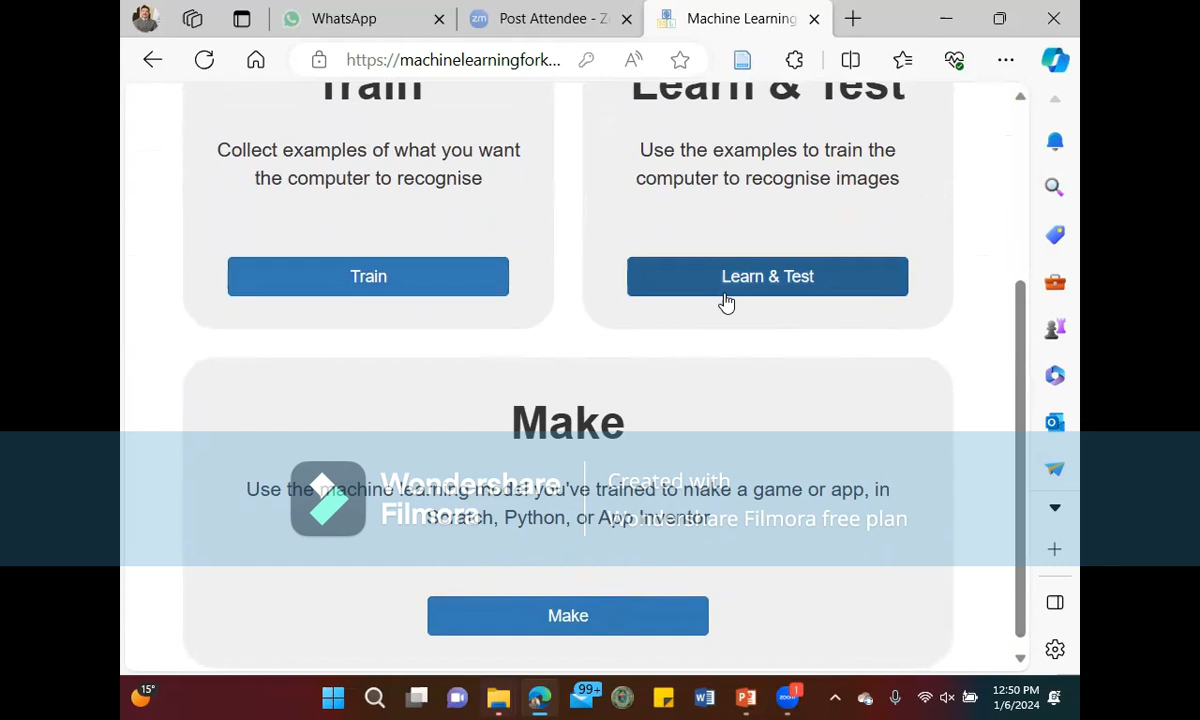 WhatsApp
Post Attendee - Z
Machine Learning
https://machinelearningfork...
Train
Learn & Test
Collect examples of what you want
the computer to recognise
Use the examples to train the
computer to recognise images
Train
Learn & Test
Make
Use the machine learning model you've trained to make a game or app, in
Scratch, Python, or App Inventor
Wondershare
Filmora
Created with
Wondershare Filmora free plan
Make
15°
99+
12:50 PM
1/6/2024